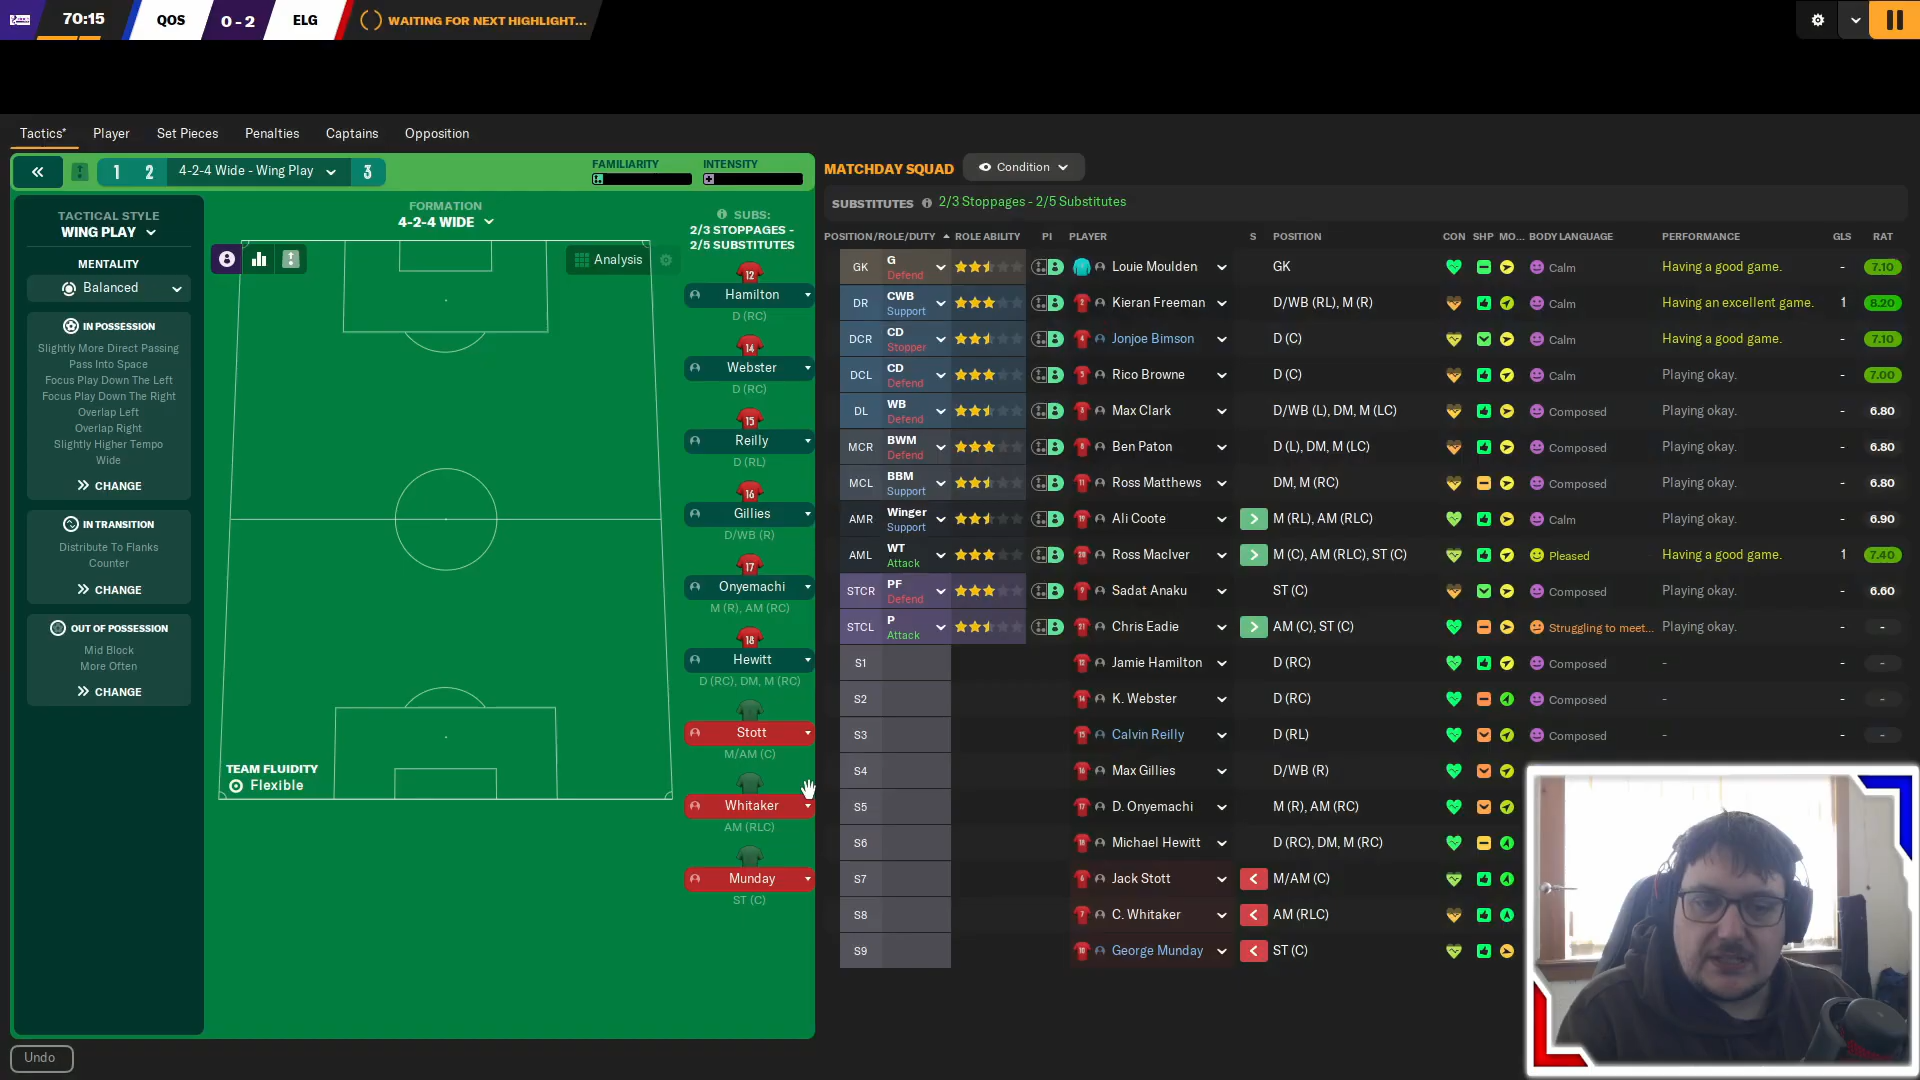 70:15 QOS 0 - 2 ELG WAITING FOR NEXT HIGHLIGHT...
Tactics* Player Set Pieces Penalties Captains Opposition
1 2 4-2-4 Wide - Wing Play 3 FAMILIARITY INTENSITY
TACTICAL STYLE
WING PLAY
MENTALITY
Balanced
IN POSSESSION
Slightly More Direct Passing
Pass Into Space
Focus Play Down The Left
Focus Play Down The Right
Overlap Left
Overlap Right
Slightly Higher Tempo
Wide
CHANGE
IN TRANSITION
Distribute To Flanks
Counter
CHANGE
OUT OF POSSESSION
Mid Block
More Often
CHANGE
Undo
FORMATION
4-2-4 WIDE
Analysis
TEAM FLUIDITY
Flexible
SUBS:
2/3 STOPPAGES -
2/5 SUBSTITUTES
12
Hamilton
D (RC)
14
Webster
D (RC)
15
Reilly
D (RL)
16
Gillies
D/WB (R)
17
Onyemachi
M (R), AM (RC)
18
Hewitt
D (RC), DM, M (RC)
Stott
M/AM (C)
Whitaker
AM (RLC)
Munday
ST (C)
MATCHDAY SQUAD Condition
SUBSTITUTES 2/3 Stoppages - 2/5 Substitutes
POSITION/ROLE/DUTY ROLE ABILITY PI PLAYER S POSITION CON SHP MO... BODY LANGUAGE PERFORMANCE GLS RAT
GK G Defend Louie Moulden GK Calm Having a good game. - 7.10
DR CWB Support Kieran Freeman D/WB (RL), M (R) Calm Having an excellent game. 1 8.20
DCR CD Stopper Jonjoe Bimson D (C) Calm Having a good game. - 7.10
DCL CD Defend Rico Browne D (C) Calm Playing okay. - 7.00
DL WB Defend Max Clark D/WB (L), DM, M (LC) Composed Playing okay. - 6.80
MCR BWM Defend Ben Paton D (L), DM, M (LC) Composed Playing okay. - 6.80
MCL BBM Support Ross Matthews DM, M (RC) Composed Playing okay. - 6.80
AMR Winger Support Ali Coote M (RL), AM (RLC) Calm Playing okay. - 6.90
AML WT Attack Ross MacIver M (C), AM (RLC), ST (C) Pleased Having a good game. 1 7.40
STCR PF Defend Sadat Anaku ST (C) Composed Playing okay. - 6.60
STCL P Attack Chris Eadie AM (C), ST (C) Struggling to meet... Playing okay. - -
S1 Jamie Hamilton D (RC) Composed - - -
S2 K. Webster D (RC) Composed - - -
S3 Calvin Reilly D (RL) Composed - - -
S4 Max Gillies D/WB (R)
S5 D. Onyemachi M (R), AM (RC)
S6 Michael Hewitt D (RC), DM, M (RC)
S7 Jack Stott M/AM (C)
S8 C. Whitaker AM (RLC)
S9 George Munday ST (C)